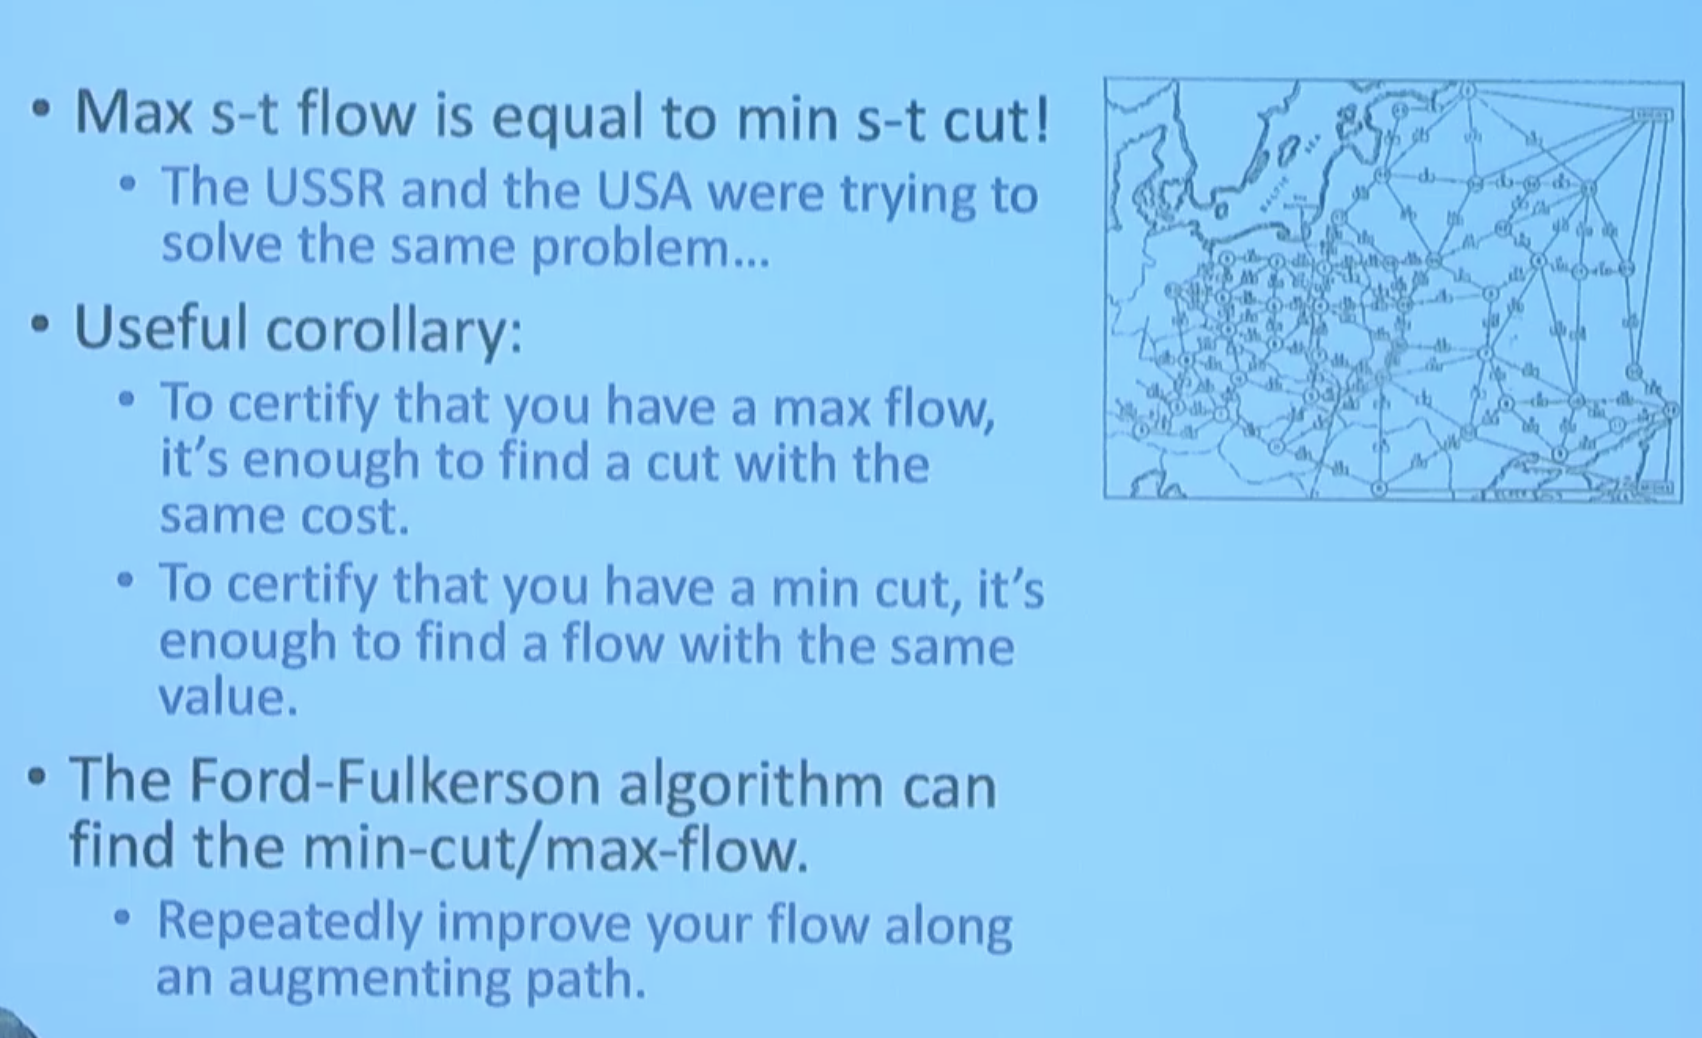 • Max s-t flow is equal to min s-t cut!
• The USSR and the USA were trying to
solve the same problem...
• Useful corollary:
• To certify that you have a max flow,
it's enough to find a cut with the
same cost.
• To certify that you have a min cut, it's
enough to find a flow with the same
value.
• The Ford-Fulkerson algorithm can
find the min-cut/max-flow.
• Repeatedly improve your flow along
an augmenting path.